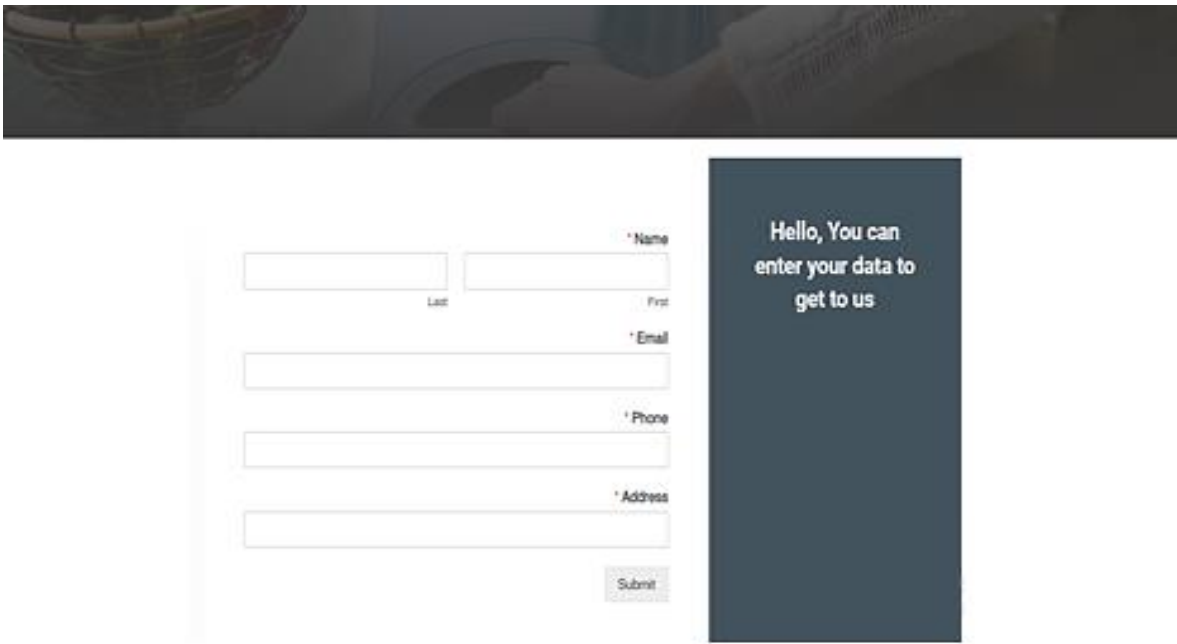 * Name
Last
First
* Email
* Phone
* Address
Submit
Hello, You can
enter your data to
get to us